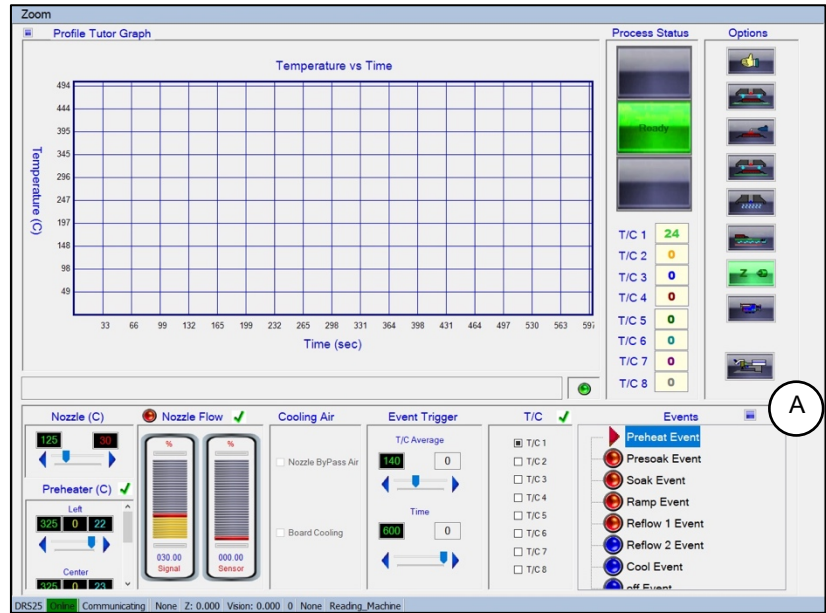 Zoom
Profile Tutor Graph
Process Status
Options
Temperature vs Time
Temperature (C)
494
444
395
345
296
247
197
148
98
49
33 66 99 132 165 199 232 265 298 331 364 398 431 464 497 530 563 597
Time (sec)
Ready
T/C 1 24
T/C 2 0
T/C 3 0
T/C 4 0
T/C 5 0
T/C 6 0
T/C 7 0
T/C 8 0
Z
A
Nozzle (C)
125 30
Preheater (C)
Left
325 0 22
Center
325 0 23
Nozzle Flow
% %
030.00 000.00
Signal Sensor
Cooling Air
Nozzle ByPass Air
Board Cooling
Event Trigger
T/C Average
140 0
Time
600 0
T/C
T/C 1
T/C 2
T/C 3
T/C 4
T/C 5
T/C 6
T/C 7
T/C 8
Events
Preheat Event
Presoak Event
Soak Event
Ramp Event
Reflow 1 Event
Reflow 2 Event
Cool Event
off Event
DRS25 Online Communicating None Z: 0.000 Vision: 0.000 0 None Reading_Machine